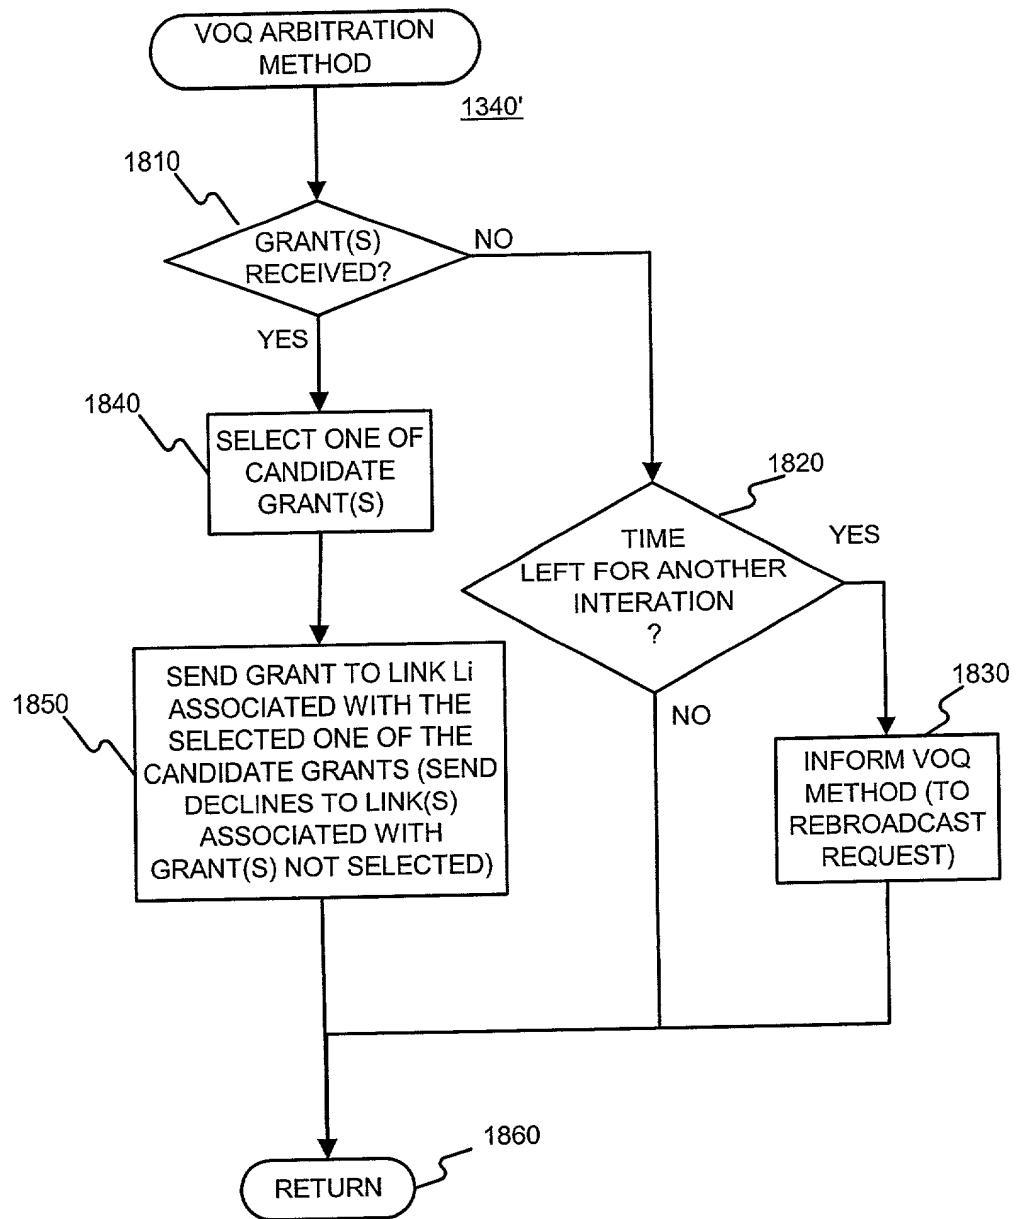 VOQ ARBITRATION
METHOD
1340'
1810
GRANT(S)
RECEIVED?
NO
YES
1840
SELECT ONE OF
CANDIDATE
GRANT(S)
1820
TIME
LEFT FOR ANOTHER
INTERATION
?
YES
NO
1850
SEND GRANT TO LINK Li
ASSOCIATED WITH THE
SELECTED ONE OF THE
CANDIDATE GRANTS (SEND
DECLINES TO LINK(S)
ASSOCIATED WITH
GRANT(S) NOT SELECTED)
1830
INFORM VOQ
METHOD (TO
REBROADCAST
REQUEST)
1860
RETURN